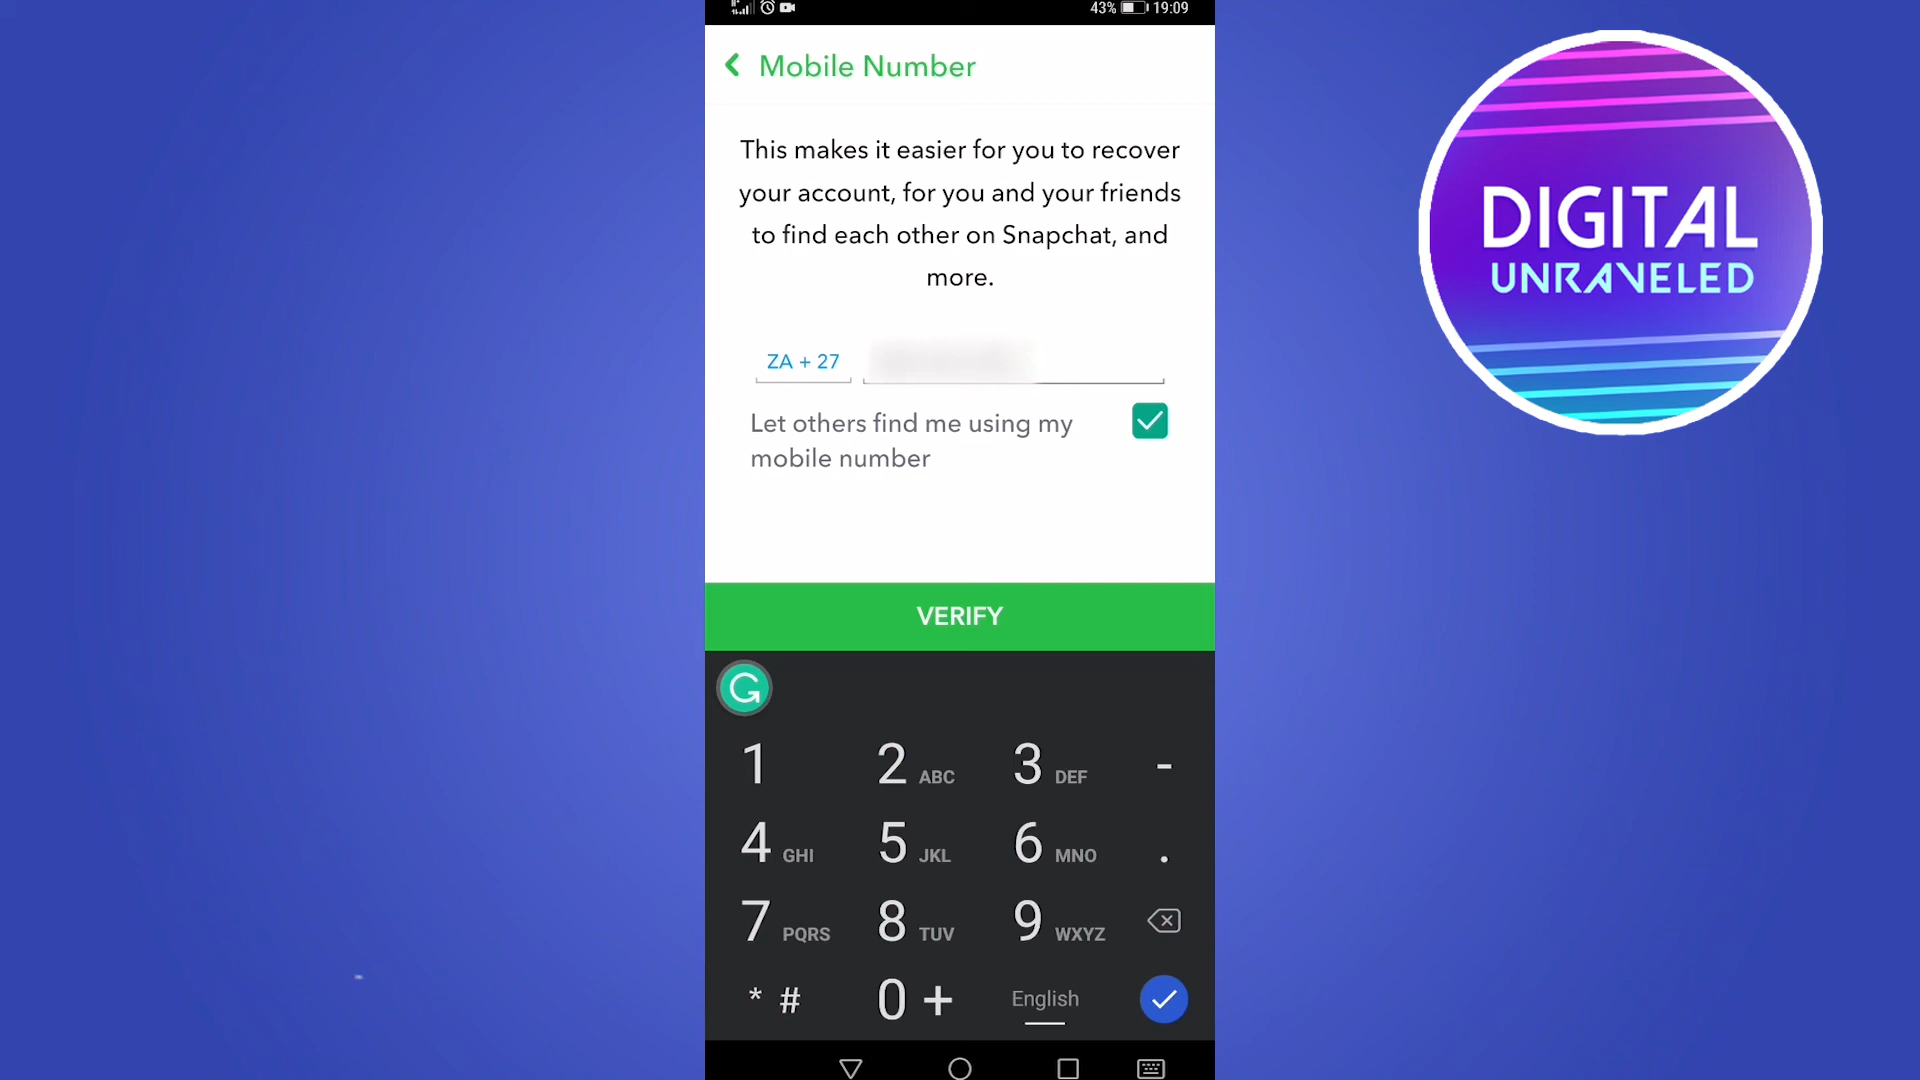 43% 19:09
Mobile Number
This makes it easier for you to recover
your account, for you and your friends
to find each other on Snapchat, and
more.
ZA + 27
Let others find me using my
mobile number
VERIFY
1 2 ABC 3 DEF -
4 GHI 5 JKL 6 MNO .
7 PQRS 8 TUV 9 WXYZ
* # 0 + English
DIGITAL
UNRAVELED